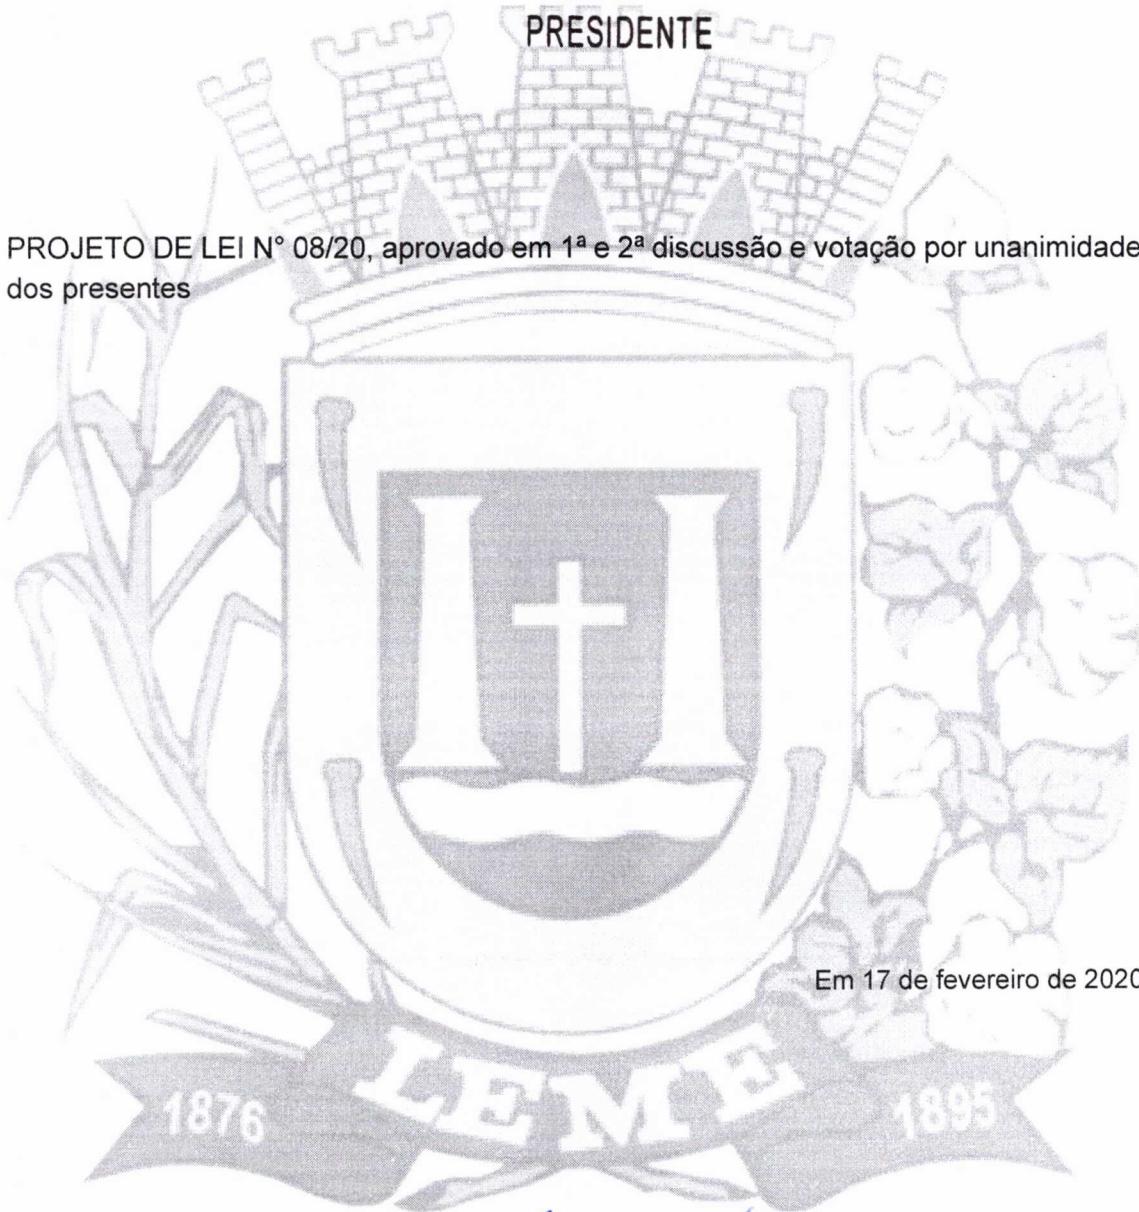 PRESIDENTE
PROJETO DE LEI N° 08/20, aprovado em 1ª e 2ª discussão e votação por unanimidade
dos presentes
Em 17 de fevereiro de 2020
LEME
1876
1895